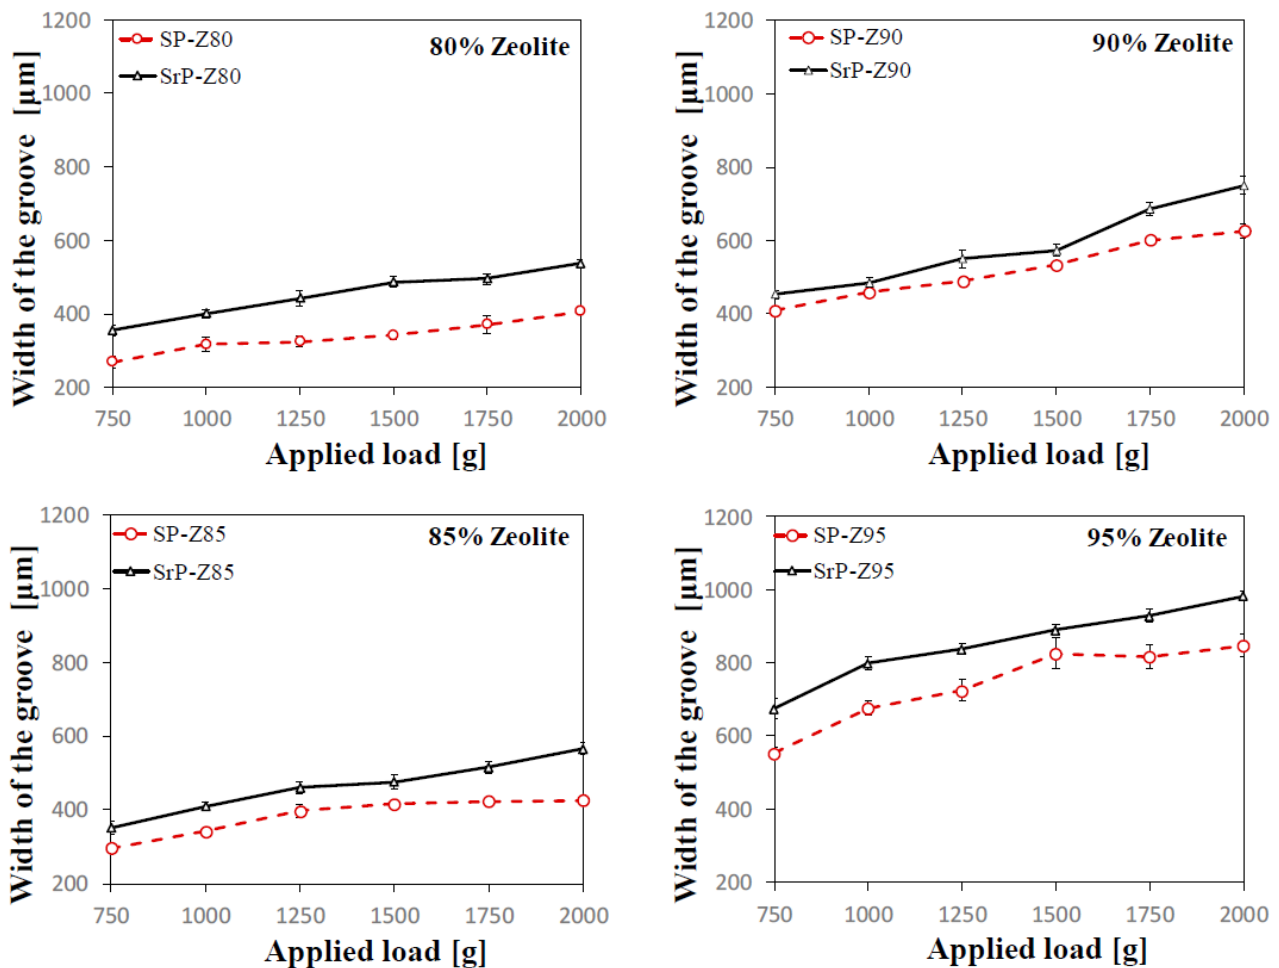 1200
1000
800
600
400
200
SP-Z80
SrP-Z80
80% Zeolite
Width of the groove [µm]
750 1000 1250 1500 1750 2000
Applied load [g]
1200
1000
800
600
400
200
SP-Z90
SrP-Z90
90% Zeolite
Width of the groove [µm]
750 1000 1250 1500 1750 2000
Applied load [g]
1200
1000
800
600
400
200
SP-Z85
SrP-Z85
85% Zeolite
Width of the groove [µm]
750 1000 1250 1500 1750 2000
Applied load [g]
1200
1000
800
600
400
200
SP-Z95
SrP-Z95
95% Zeolite
Width of the groove [µm]
750 1000 1250 1500 1750 2000
Applied load [g]